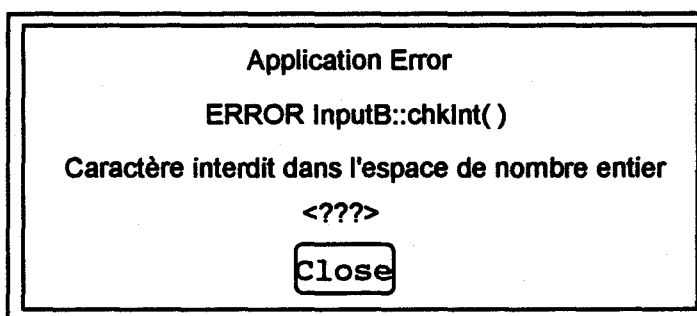 Application Error
ERROR InputB::chkInt( )
Caractère interdit dans l'espace de nombre entier
<???>
Close